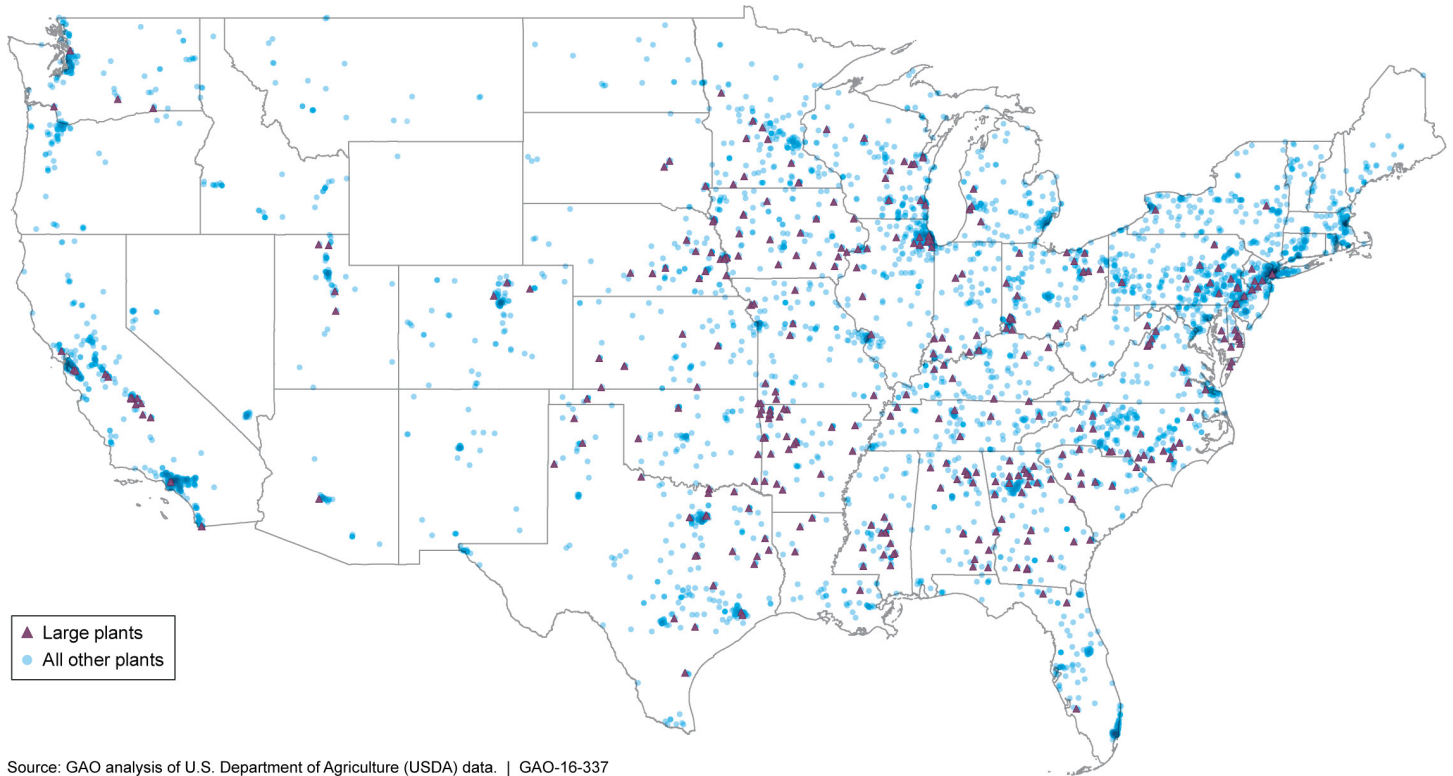 Large plants
All other plants
Source: GAO analysis of U.S. Department of Agriculture (USDA) data. | GAO-16-337